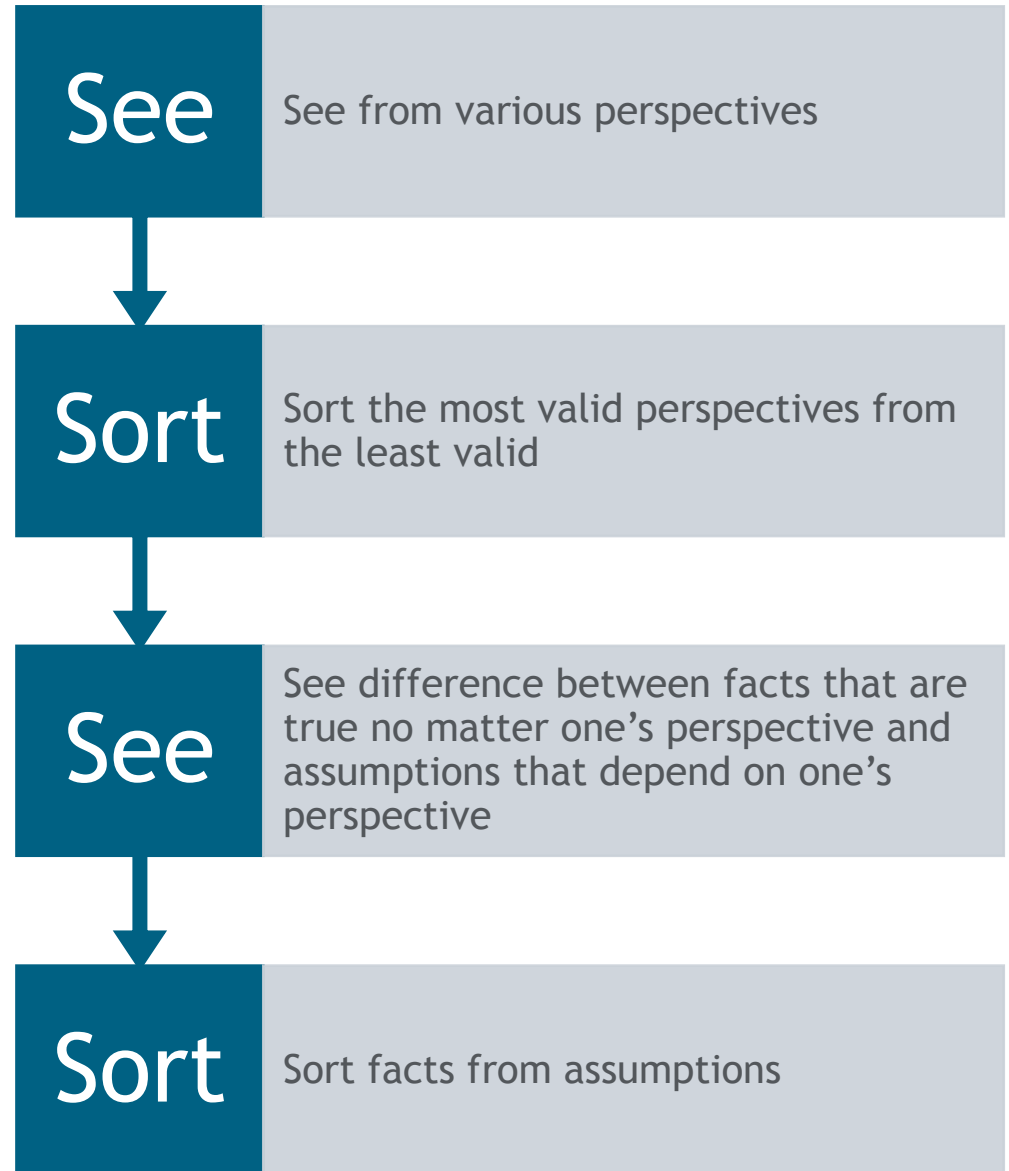 See
See from various perspectives
Sort
Sort the most valid perspectives from
the least valid
See
See difference between facts that are
true no matter one’s perspective and
assumptions that depend on one’s
perspective
Sort
Sort facts from assumptions